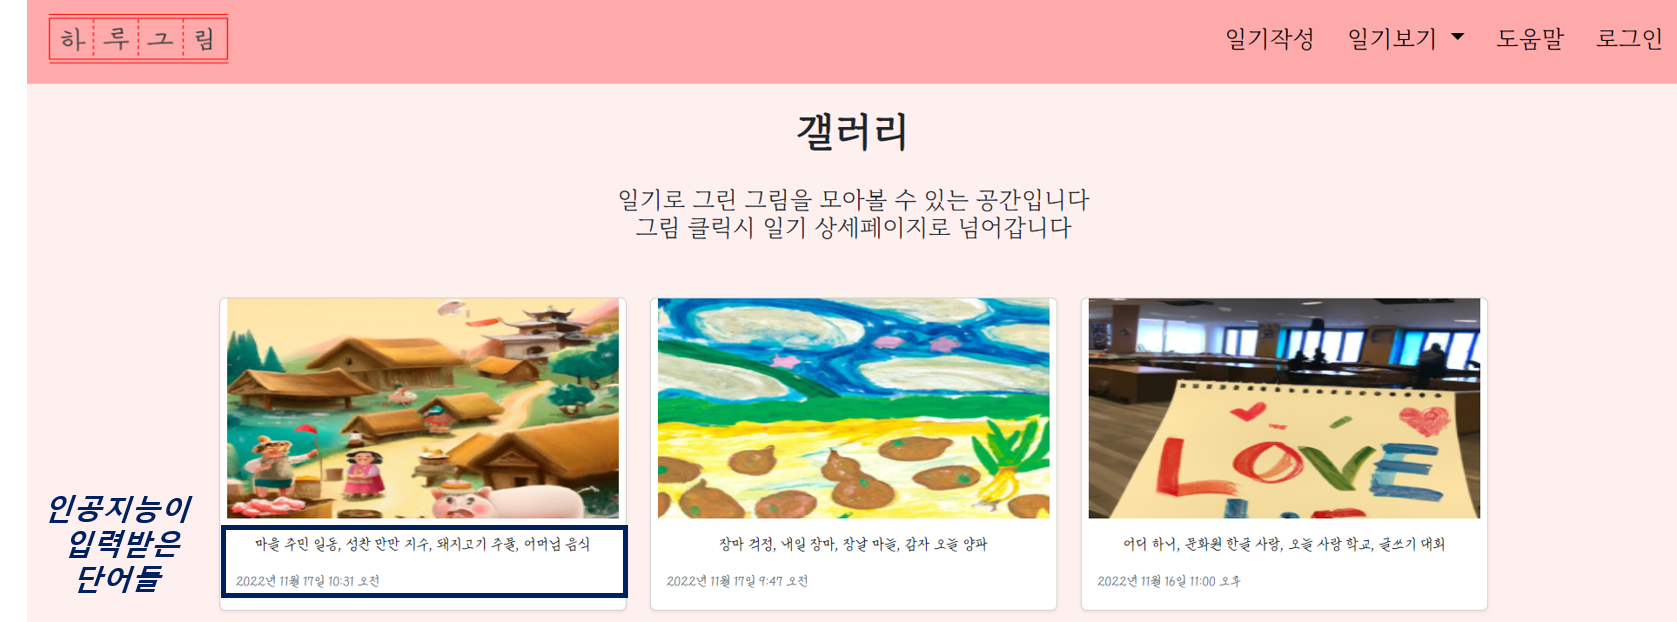 하루그림
일기작성 일기보기 도움말 로그인
갤러리
일기로 그린 그림을 모아볼 수 있는 공간입니다
그림 클릭시 일기 상세페이지로 넘어갑니다
LOVE
인공지능이
입력받은
단어들
마을 주민 일동, 성찬 만만 지수, 돼지고기 수물, 어머님 음식
2022년 11월 17일 10:31 오전
장마 걱정, 내일 장마, 장날 마늘, 감자 오늘 양파
2022년 11월 17일 9:47 오전
어디 하니, 문화원 한글 사랑, 오늘 사랑 학교, 글쓰기 대회
2022년 11월 16일 11:00 오후